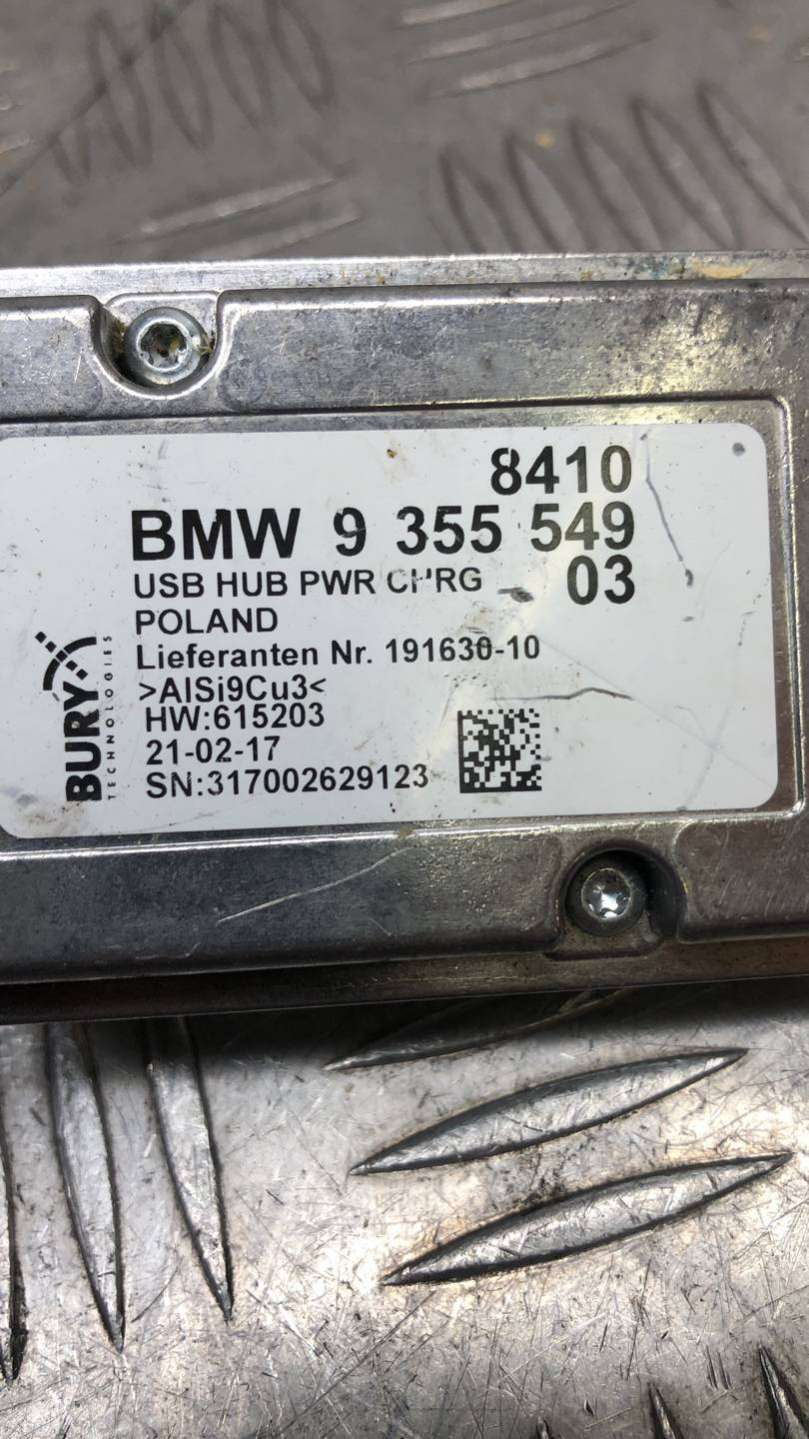 8410
BMW 9 355 549
USB HUB PWR CHRG 03
POLAND
Lieferanten Nr. 191630-10
>AlSi9Cu3<
HW:615203
21-02-17
SN:317002629123
BURY
TECHNOLOGIES